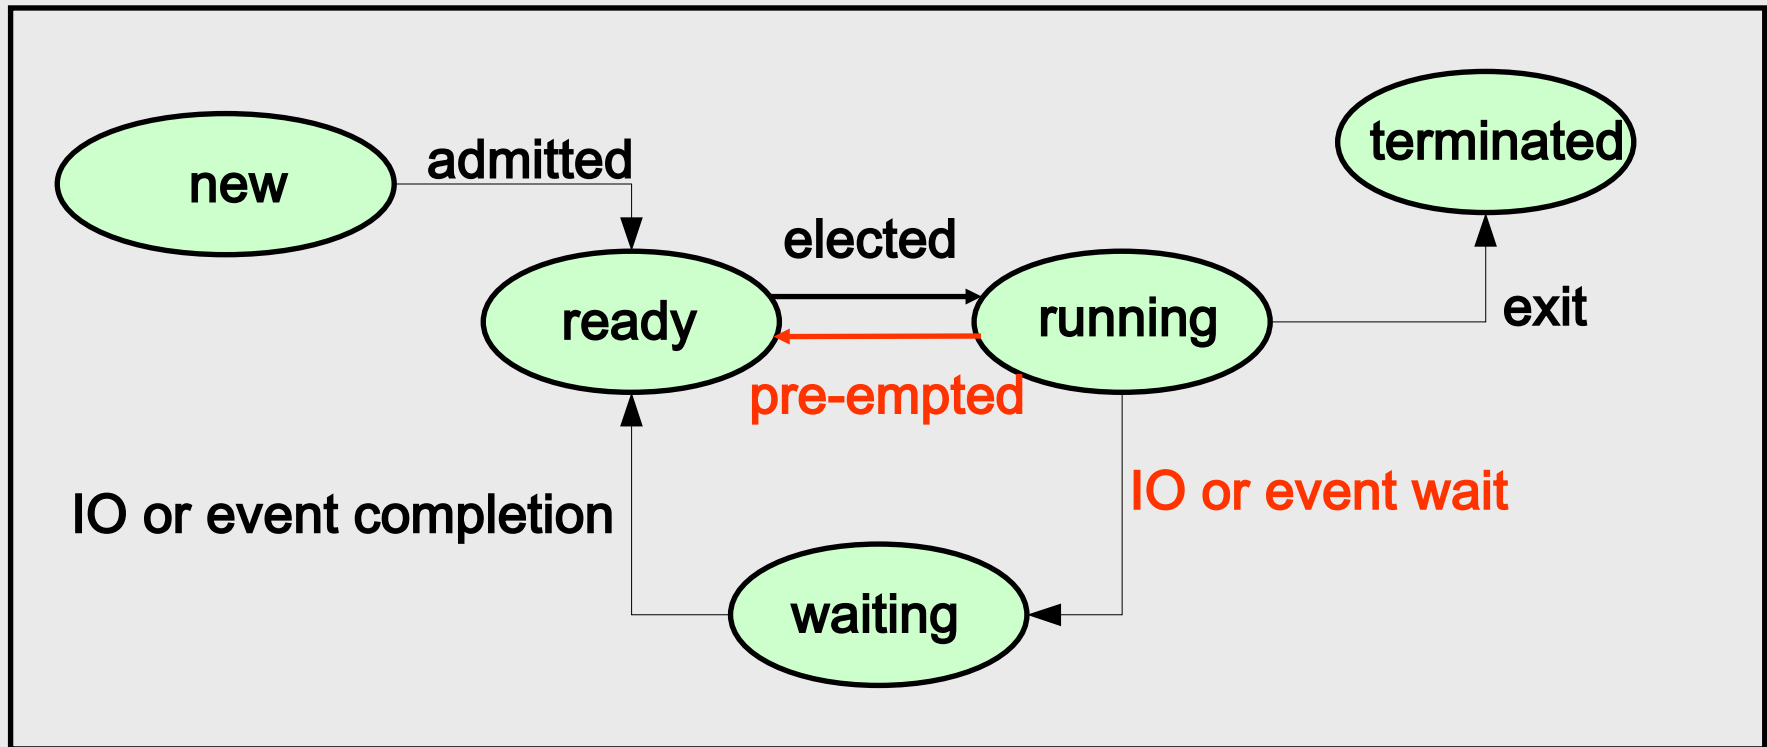 new
admitted
terminated
elected
ready
running
exit
pre-empted
IO or event completion
IO or event wait
waiting